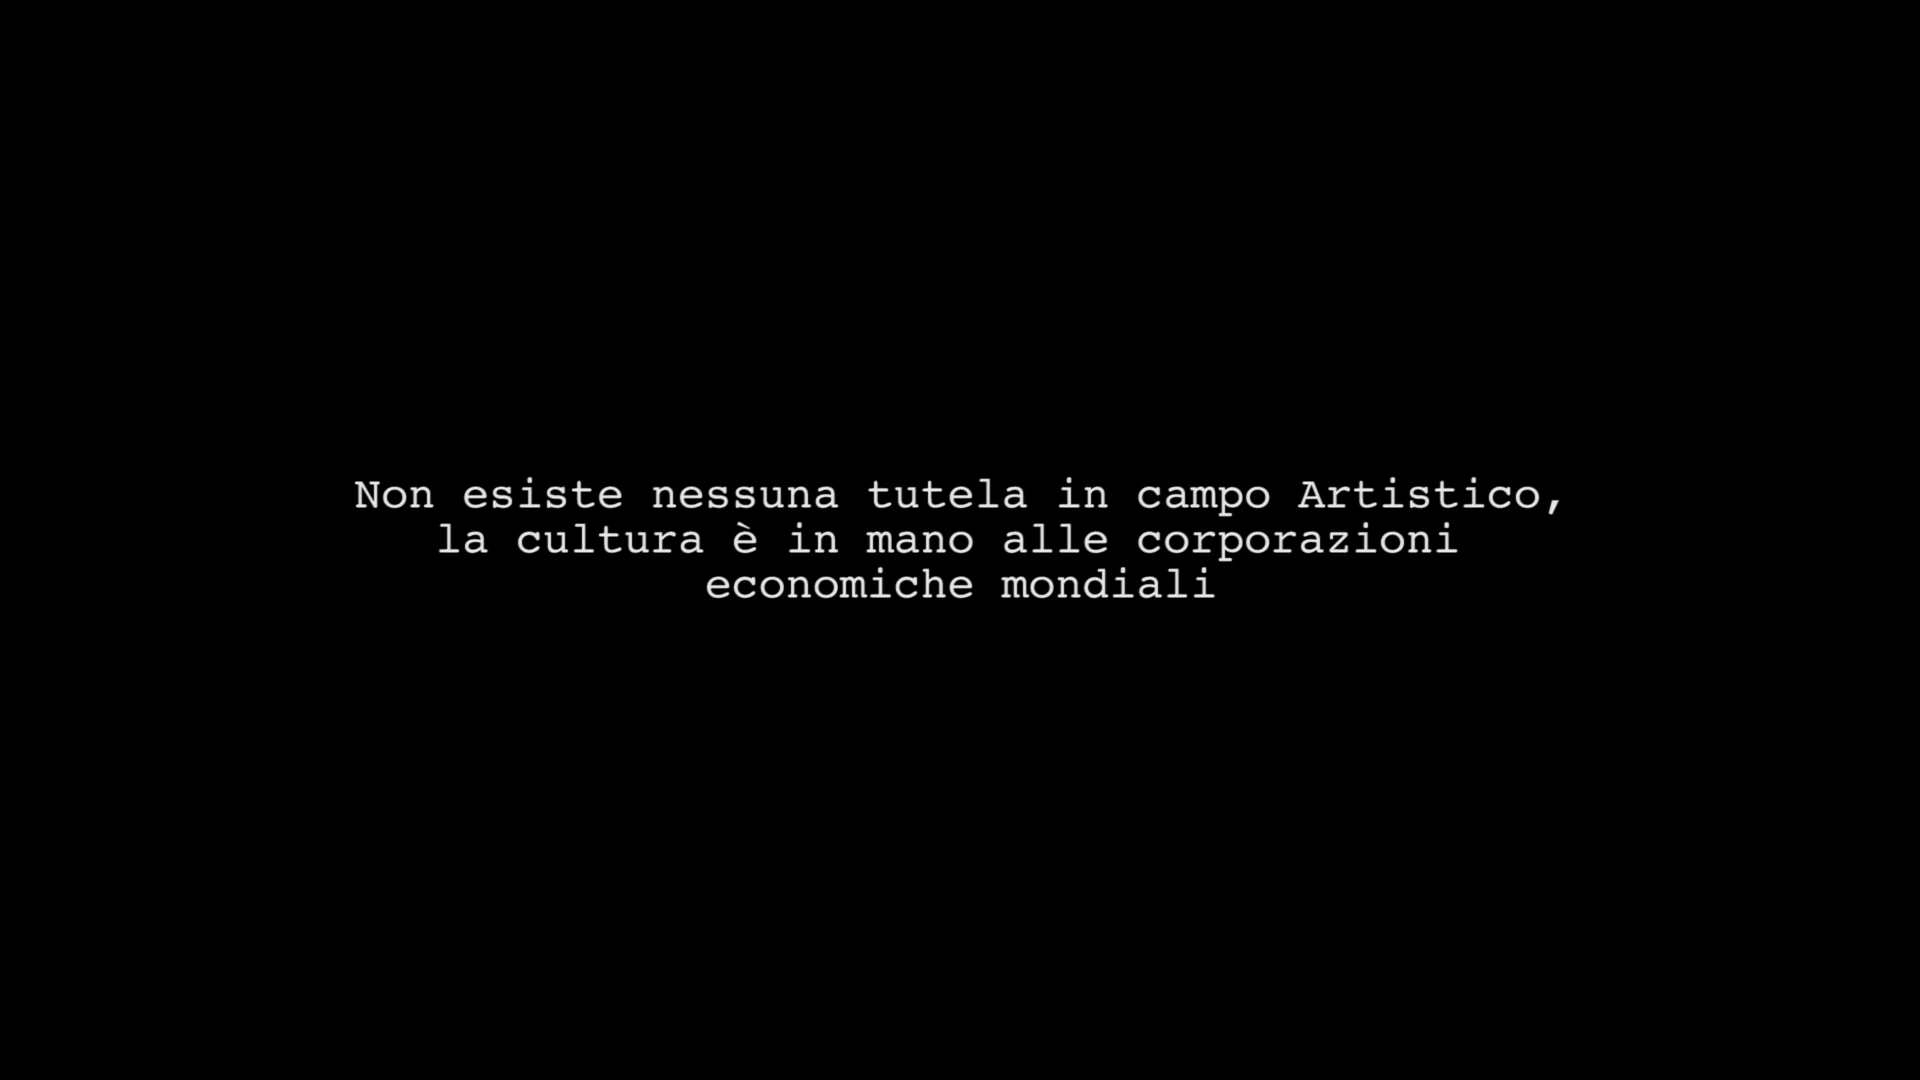 Non esiste nessuna tutela in campo Artistico,
la cultura è in mano alle corporazioni
economiche mondiali